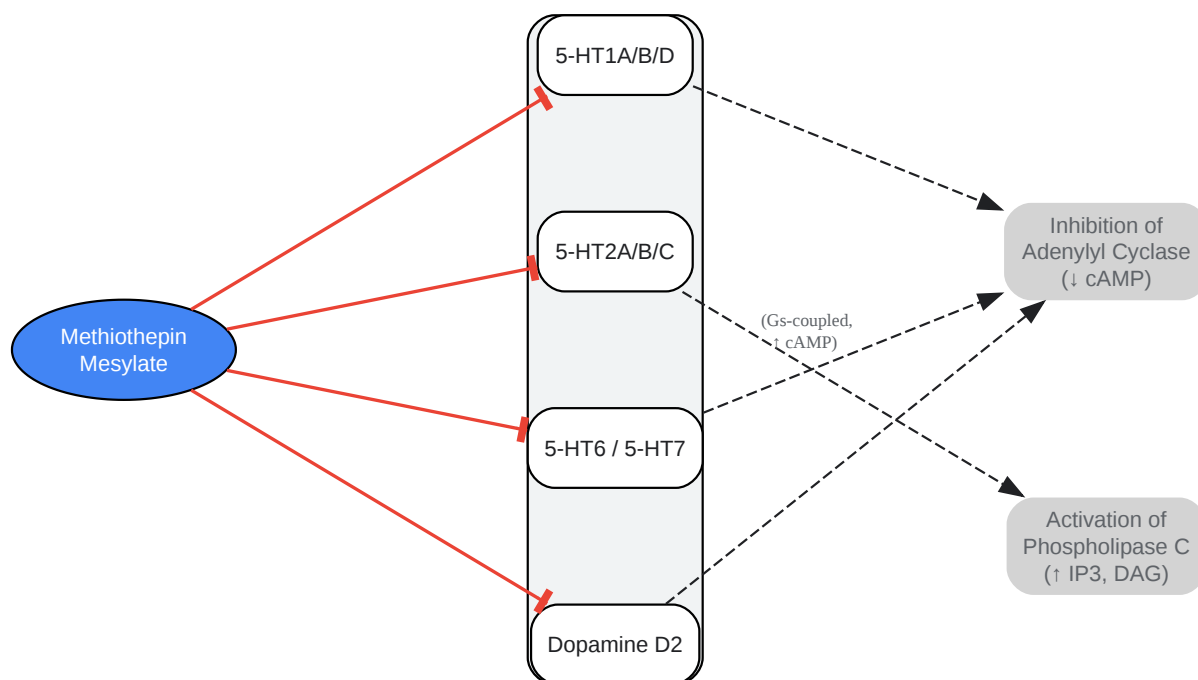 5-HT1A/B/D
5-HT2A/B/C
Methiothepin
Mesylate
5-HT6 / 5-HT7
Dopamine D2
(Gs-coupled,
↑ cAMP)
Inhibition of
Adenylyl Cyclase
(↓ cAMP)
Activation of
Phospholipase C
(↑ IP3, DAG)